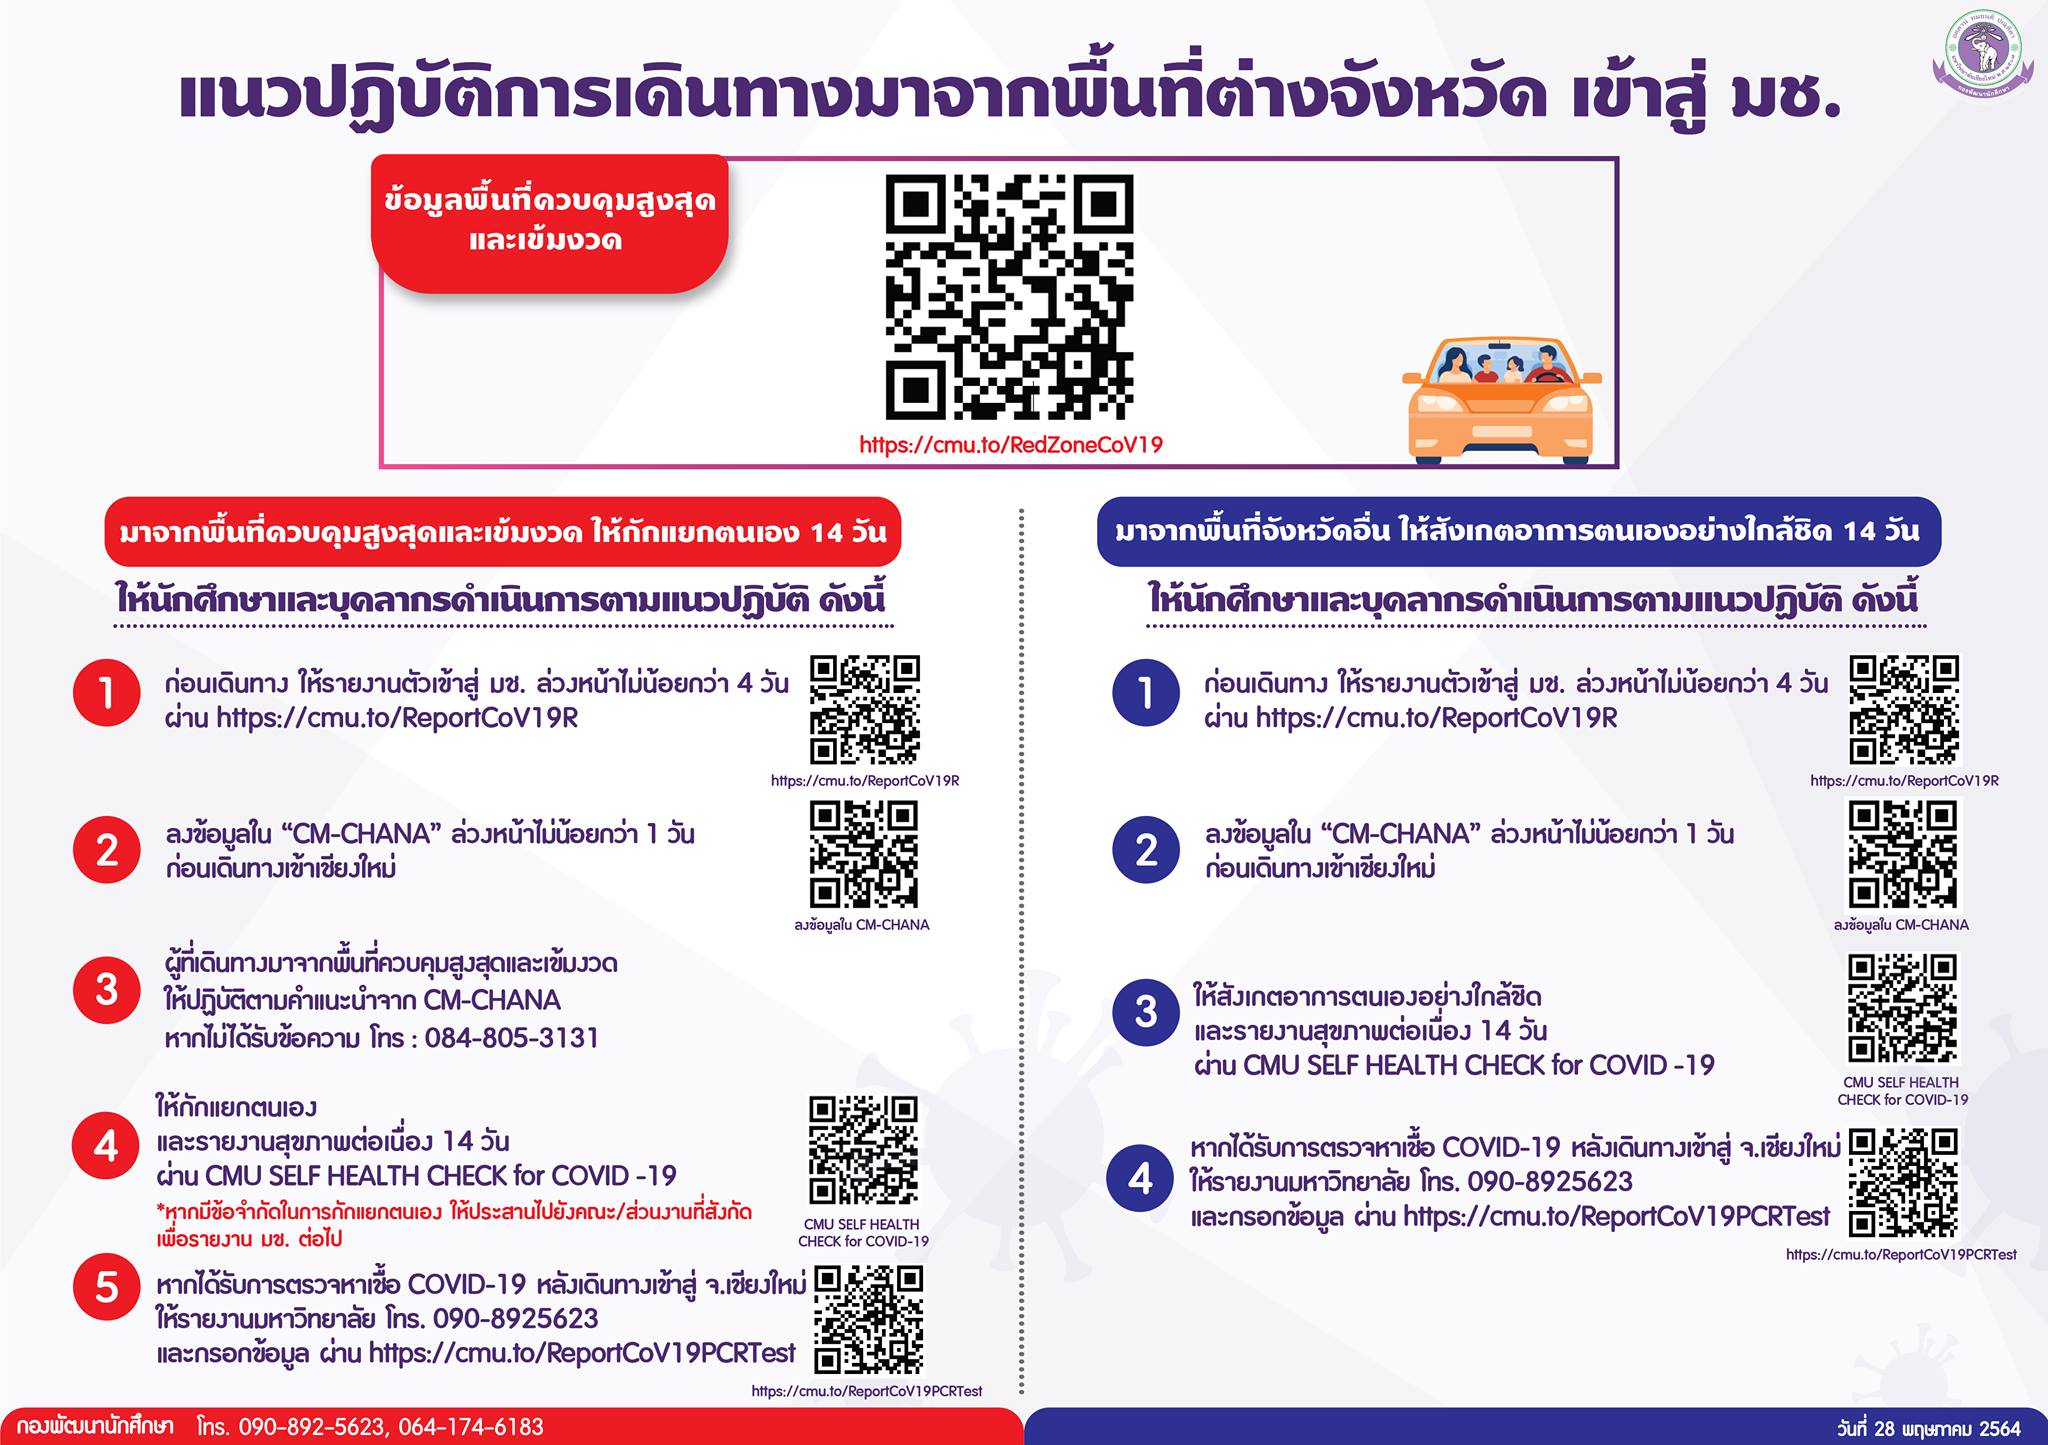 แนวปฏิบัติการเดินทางมาจากพื้นที่ต่างจังหวัด เข้าสู่ มช.
ข้อมูลพื้นที่ควบคุมสูงสุด
และเข้มงวด
https://cmu.to/RedZoneCoV19
มาจากพื้นที่ควบคุมสูงสุดและเข้มงวด ให้กักแยกตนเอง 14 วัน
ให้นักศึกษาและบุคลากรดำเนินการตามแนวปฏิบัติ ดังนี้
1
ก่อนเดินทาง ให้รายงานตัวเข้าสู่ มช. ล่วงหน้าไม่น้อยกว่า 4 วัน
ผ่าน https://cmu.to/ReportCoV19R
https://cmu.to/ReportCoV19R
2
ลงข้อมูลใน “CM-CHANA” ล่วงหน้าไม่น้อยกว่า 1 วัน
ก่อนเดินทางเข้าเชียงใหม่
ลงข้อมูลใน CM-CHANA
3
ผู้ที่เดินทางมาจากพื้นที่ควบคุมสูงสุดและเข้มงวด
ให้ปฏิบัติตามคำแนะนำจาก CM-CHANA
หากไม่ได้รับข้อความ โทร : 084-805-3131
4
ให้กักแยกตนเอง
และรายงานสุขภาพต่อเนื่อง 14 วัน
ผ่าน CMU SELF HEALTH CHECK for COVID -19
*หากมีข้อจำกัดในการกักแยกตนเอง ให้ประสานไปยังคณะ/ส่วนงานที่สังกัด
เพื่อรายงาน มช. ต่อไป
CMU SELF HEALTH
CHECK for COVID-19
5
หากได้รับการตรวจหาเชื้อ COVID-19 หลังเดินทางเข้าสู่ จ.เชียงใหม่
ให้รายงานมหาวิทยาลัย โทร. 090-8925623
และกรอกข้อมูล ผ่าน https://cmu.to/ReportCoV19PCRTest
https://cmu.to/ReportCoV19PCRTest
มาจากพื้นที่จังหวัดอื่น ให้สังเกตอาการตนเองอย่างใกล้ชิด 14 วัน
ให้นักศึกษาและบุคลากรดำเนินการตามแนวปฏิบัติ ดังนี้
1
ก่อนเดินทาง ให้รายงานตัวเข้าสู่ มช. ล่วงหน้าไม่น้อยกว่า 4 วัน
ผ่าน https://cmu.to/ReportCoV19R
https://cmu.to/ReportCoV19R
2
ลงข้อมูลใน “CM-CHANA” ล่วงหน้าไม่น้อยกว่า 1 วัน
ก่อนเดินทางเข้าเชียงใหม่
ลงข้อมูลใน CM-CHANA
3
ให้สังเกตอาการตนเองอย่างใกล้ชิด
และรายงานสุขภาพต่อเนื่อง 14 วัน
ผ่าน CMU SELF HEALTH CHECK for COVID -19
CMU SELF HEALTH
CHECK for COVID-19
4
หากได้รับการตรวจหาเชื้อ COVID-19 หลังเดินทางเข้าสู่ จ.เชียงใหม่
ให้รายงานมหาวิทยาลัย โทร. 090-8925623
และกรอกข้อมูล ผ่าน https://cmu.to/ReportCoV19PCRTest
https://cmu.to/ReportCoV19PCRTest
กองพัฒนานักศึกษา โทร. 090-892-5623, 064-174-6183
วันที่ 28 พฤษภาคม 2564
กองพัฒนานักศึกษา